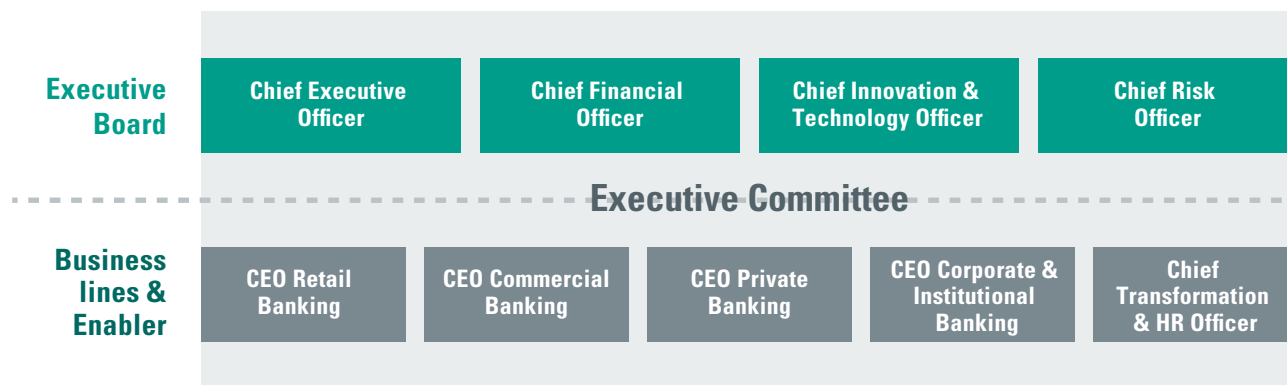 Executive
Board
Chief Executive
Officer
Chief Financial
Officer
Chief Innovation &
Technology Officer
Chief Risk
Officer
Executive Committee
Business
lines &
Enabler
CEO Retail
Banking
CEO Commercial
Banking
CEO Private
Banking
CEO Corporate &
Institutional
Banking
Chief
Transformation
& HR Officer